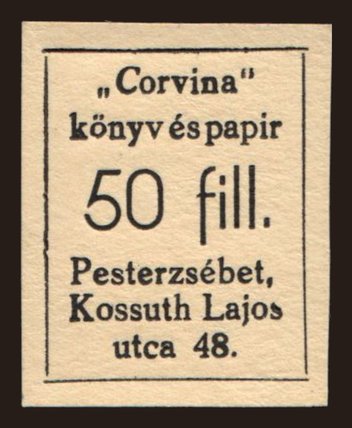 „Corvina"
könyv és papir
50 fill.
Pesterzsébet,
Kossuth Lajos
utca 48.